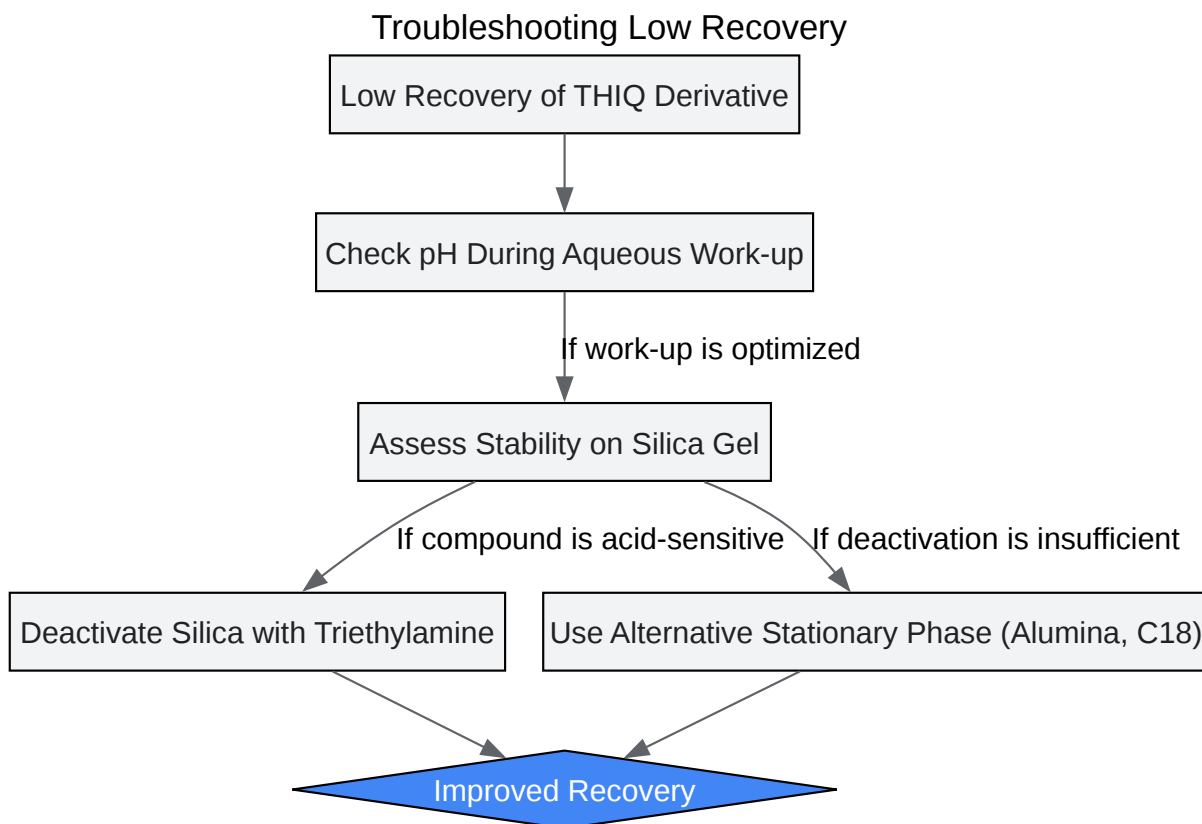 Troubleshooting Low Recovery
Low Recovery of THIQ Derivative
Check pH During Aqueous Work-up
If work-up is optimized
Assess Stability on Silica Gel
If compound is acid-sensitive
If deactivation is insufficient
Deactivate Silica with Triethylamine
Use Alternative Stationary Phase (Alumina, C18)
Improved Recovery